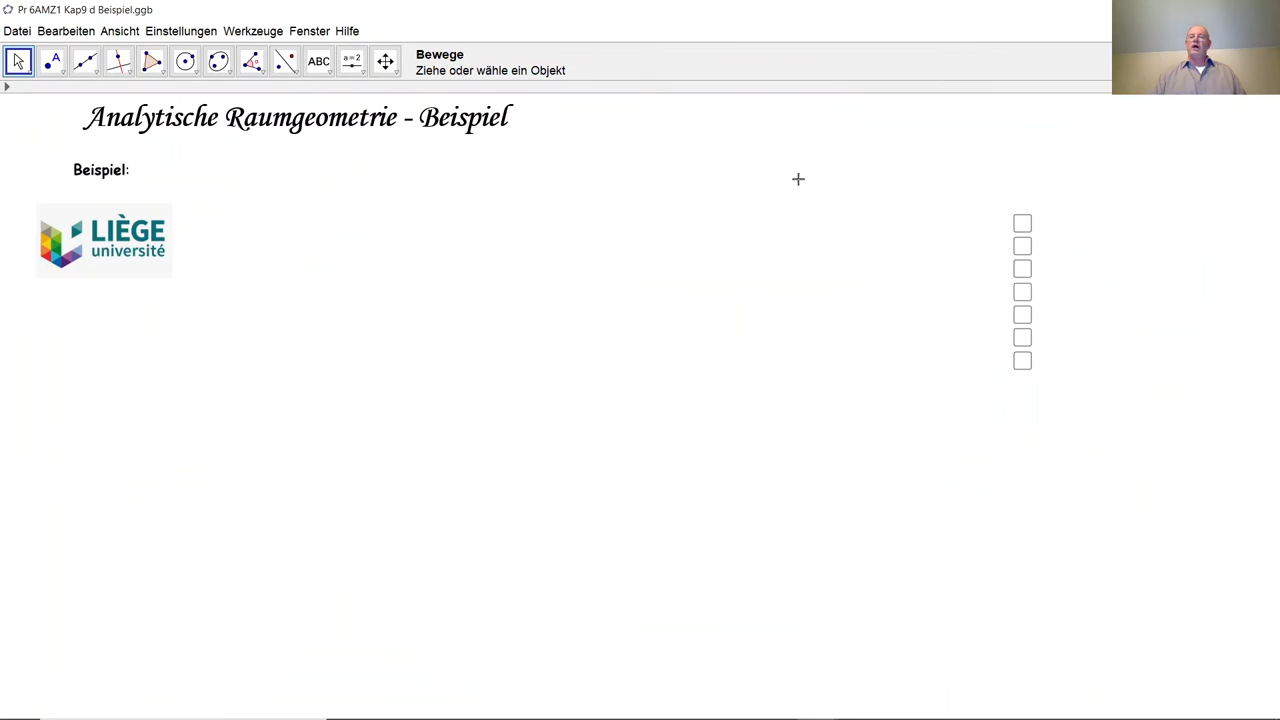 Pr 6AMZ1 Kap9 d Beispiel.ggb
Datei Bearbeiten Ansicht Einstellungen Werkzeuge Fenster Hilfe
A
ABC
a=2
Bewege
Ziehe oder wähle ein Objekt
Analytische Raumgeometrie - Beispiel
Beispiel:
LIÈGE
université